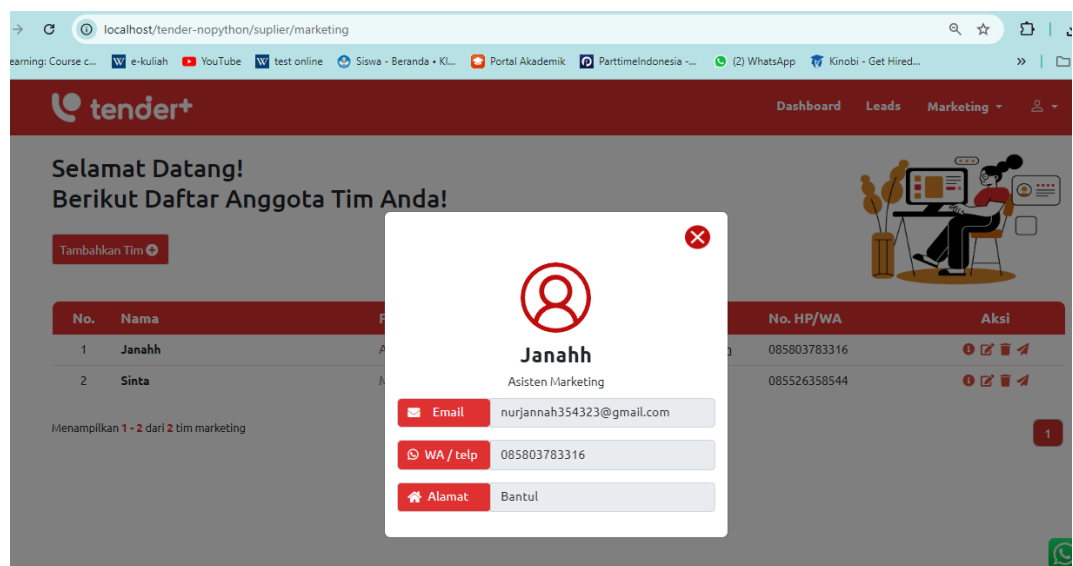 localhost/tender-nopython/suplier/marketing
earning: Course c... e-kuliah YouTube test online Siswa - Beranda • Kl... Portal Akademik ParttimeIndonesia -... (2) WhatsApp Kinobi - Get Hired... »
tender+ Dashboard Leads Marketing
Selamat Datang!
Berikut Daftar Anggota Tim Anda!
Tambahkan Tim
No. Nama No. HP/WA Aksi
1 Janahh 085803783316
2 Sinta 085526358544
Menampilkan 1 - 2 dari 2 tim marketing
1
Janahh
Asisten Marketing
Email nurjannah354323@gmail.com
WA / telp 085803783316
Alamat Bantul